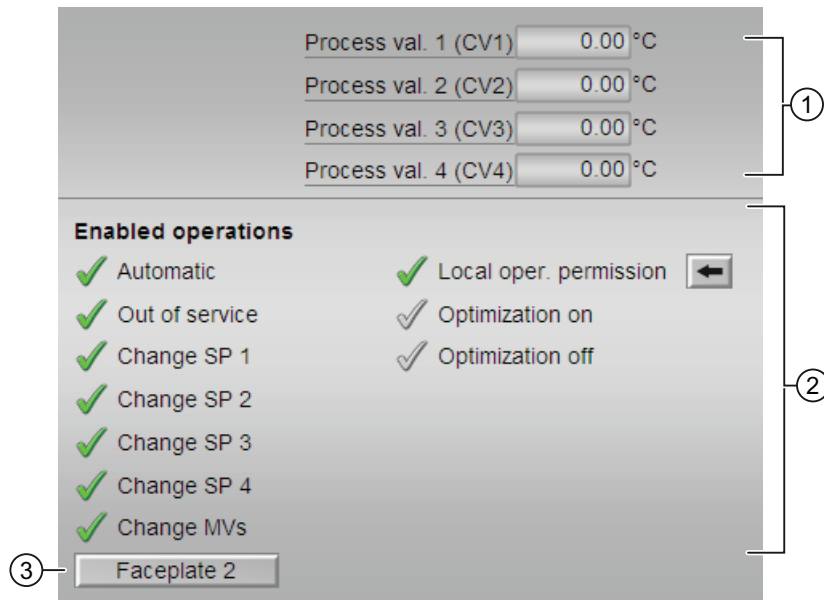 Process val. 1 (CV1) 0.00 °C
Process val. 2 (CV2) 0.00 °C
Process val. 3 (CV3) 0.00 °C
Process val. 4 (CV4) 0.00 °C
1
Enabled operations
Automatic
Out of service
Change SP 1
Change SP 2
Change SP 3
Change SP 4
Change MVs
Local oper. permission
Optimization on
Optimization off
2
3
Faceplate 2